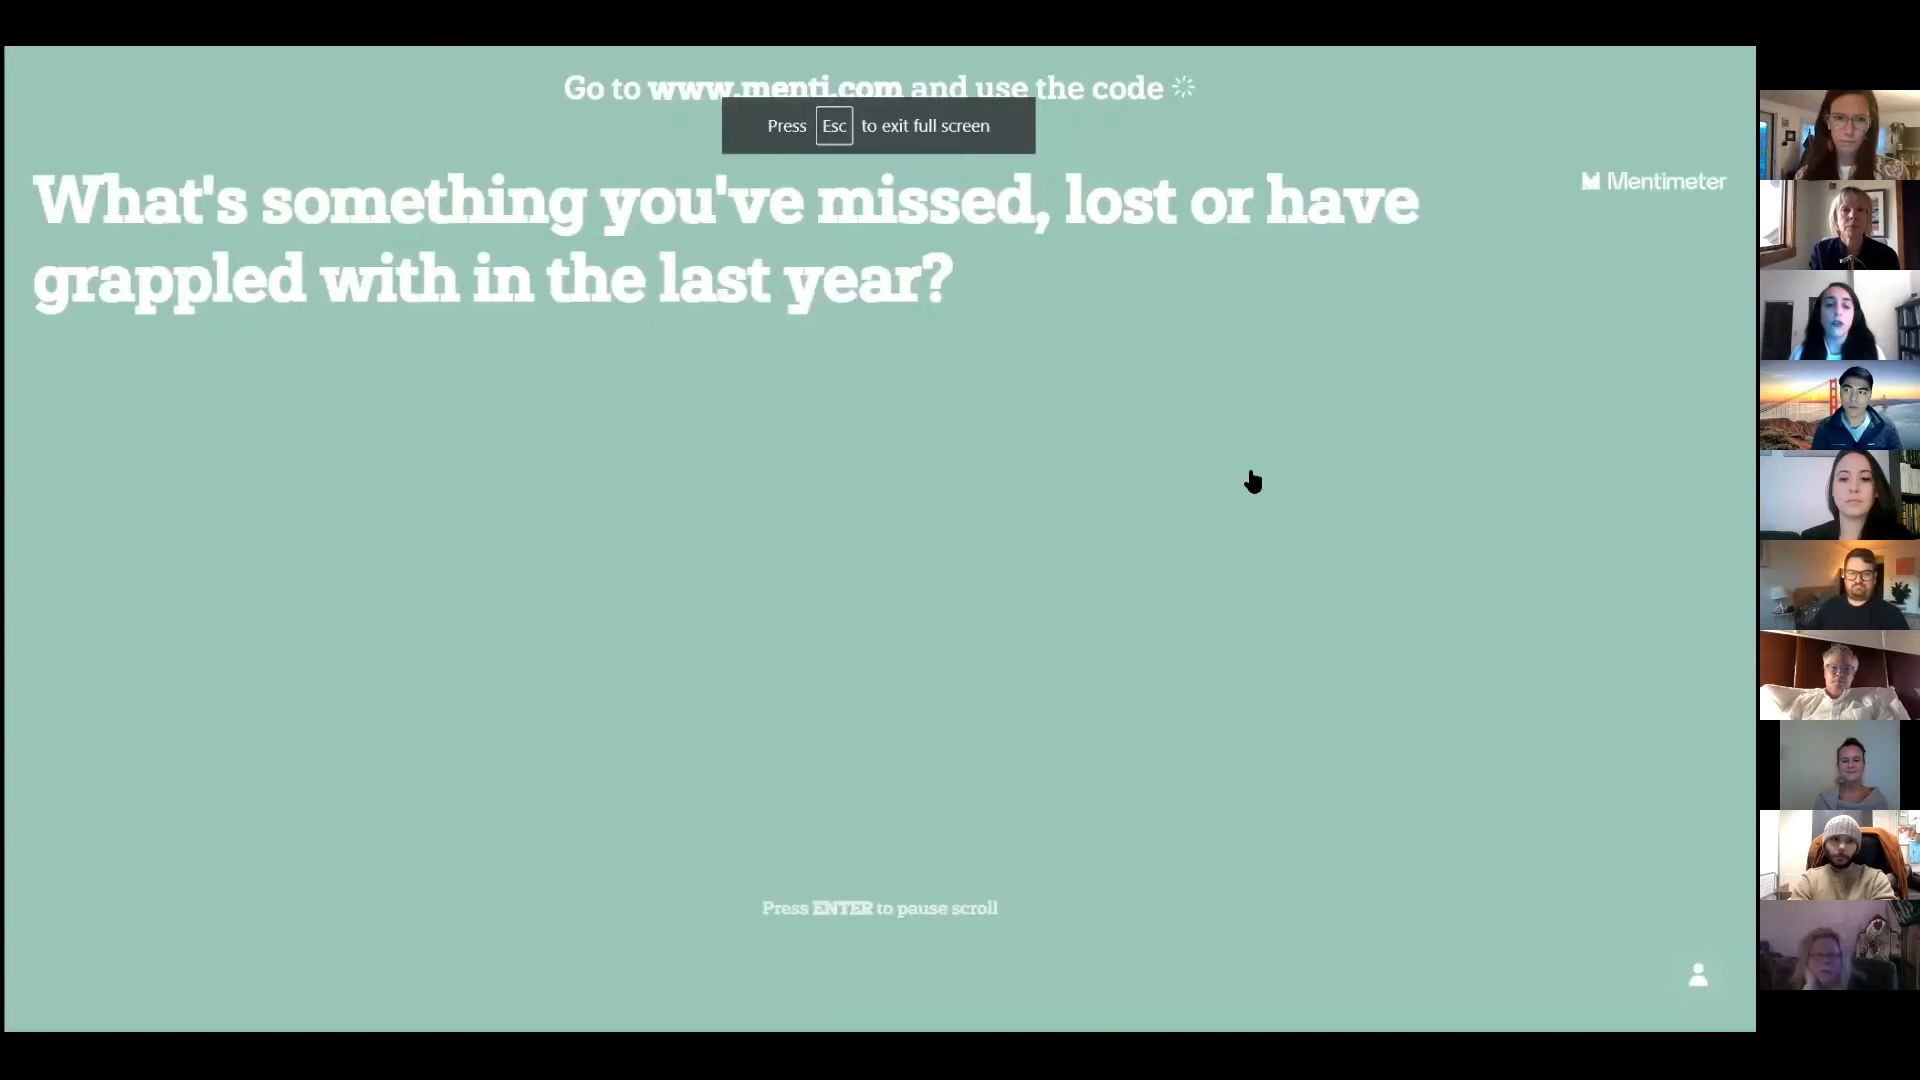 Go to www.menti.com and use the code
Press Esc to exit full screen
What's something you've missed, lost or have
grappled with in the last year?
Mentimeter
Press ENTER to pause scroll